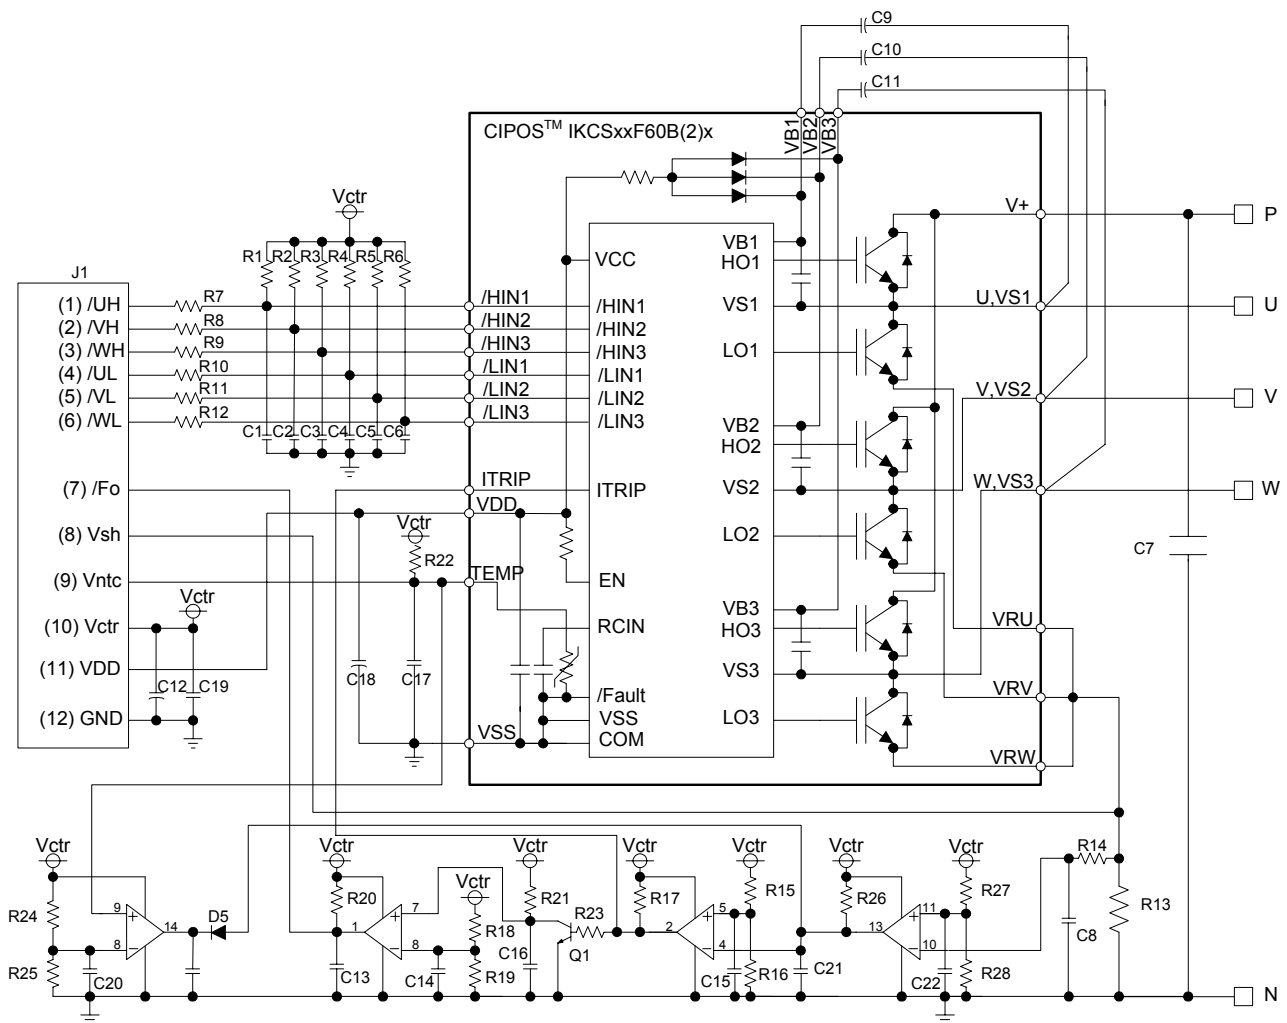 C9
C10
C11
CIPOS™ IKCSxxF60B(2)x
VB1
VB2
VB3
Vctr
V+
P
R1 R2 R3 R4 R5 R6
VCC
VB1
HO1
J1
(1) /UH
R7
/HIN1
/HIN1
VS1
U,VS1
U
(2) /VH
R8
/HIN2
/HIN2
(3) /WH
R9
/HIN3
/HIN3
LO1
(4) /UL
R10
/LIN1
/LIN1
(5) /VL
R11
/LIN2
/LIN2
V,VS2
V
(6) /WL
R12
/LIN3
/LIN3
VB2
HO2
C1 C2 C3 C4 C5 C6
(7) /Fo
ITRIP
ITRIP
VS2
W,VS3
W
VDD
(8) Vsh
Vctr
R22
LO2
C7
(9) Vntc
TEMP
EN
Vctr
VB3
(10) Vctr
RCIN
HO3
VRU
(11) VDD
C12 C19
C18
C17
VS3
/Fault
VRV
(12) GND
VSS
LO3
VSS
COM
VRW
Vctr
Vctr
Vctr
Vctr
Vctr
Vctr
Vctr
Vctr
R14
R24
9
8
14
D5
R20
1
7
8
R18
R21
R23
R17
2
5
4
R15
R26
13
11
10
R27
R13
R25
C20
C13
C14
R19
C16
Q1
C15
R16
C21
C22
R28
C8
N